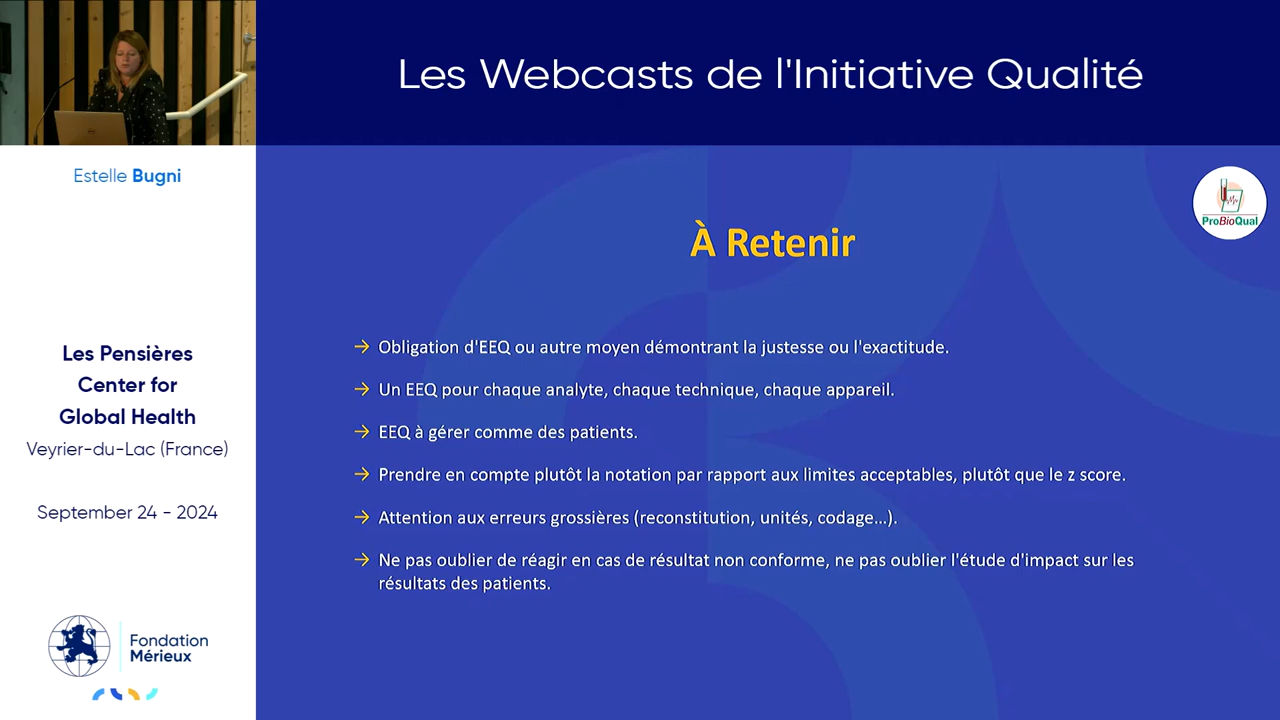 Les Webcasts de l'Initiative Qualité
Estelle Bugni
ProBioQual
À Retenir
→ Obligation d'EEQ ou autre moyen démontrant la justesse ou l'exactitude.
→ Un EEQ pour chaque analyte, chaque technique, chaque appareil.
→ EEQ à gérer comme des patients.
→ Prendre en compte plutôt la notation par rapport aux limites acceptables, plutôt que le z score.
→ Attention aux erreurs grossières (reconstitution, unités, codage...).
→ Ne pas oublier de réagir en cas de résultat non conforme, ne pas oublier l'étude d'impact sur les
résultats des patients.
Les Pensières
Center for
Global Health
Veyrier-du-Lac (France)
September 24 - 2024
Fondation
Mérieux